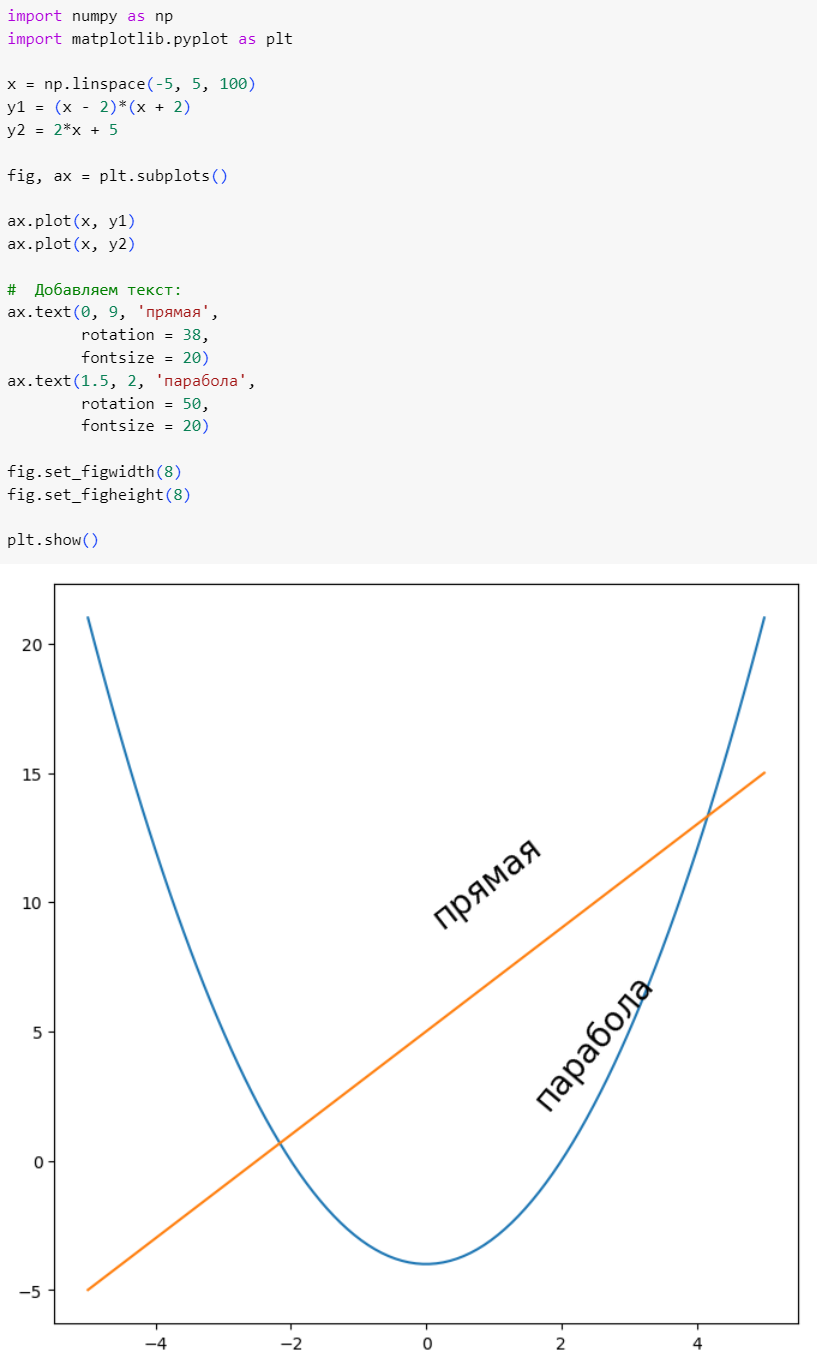 import numpy as np
import matplotlib.pyplot as plt
x = np.linspace(-5, 5, 100)
y1 = (x - 2)*(x + 2)
y2 = 2*x + 5
fig, ax = plt.subplots()
ax.plot(x, y1)
ax.plot(x, y2)
#  Добавляем текст:
ax.text(0, 9, 'прямая',
        rotation = 38,
        fontsize = 20)
ax.text(1.5, 2, 'парабола',
        rotation = 50,
        fontsize = 20)
fig.set_figwidth(8)
fig.set_figheight(8)
plt.show()
20
15
прямая
10
парабола
5
0
−5
−4 −2 0 2 4